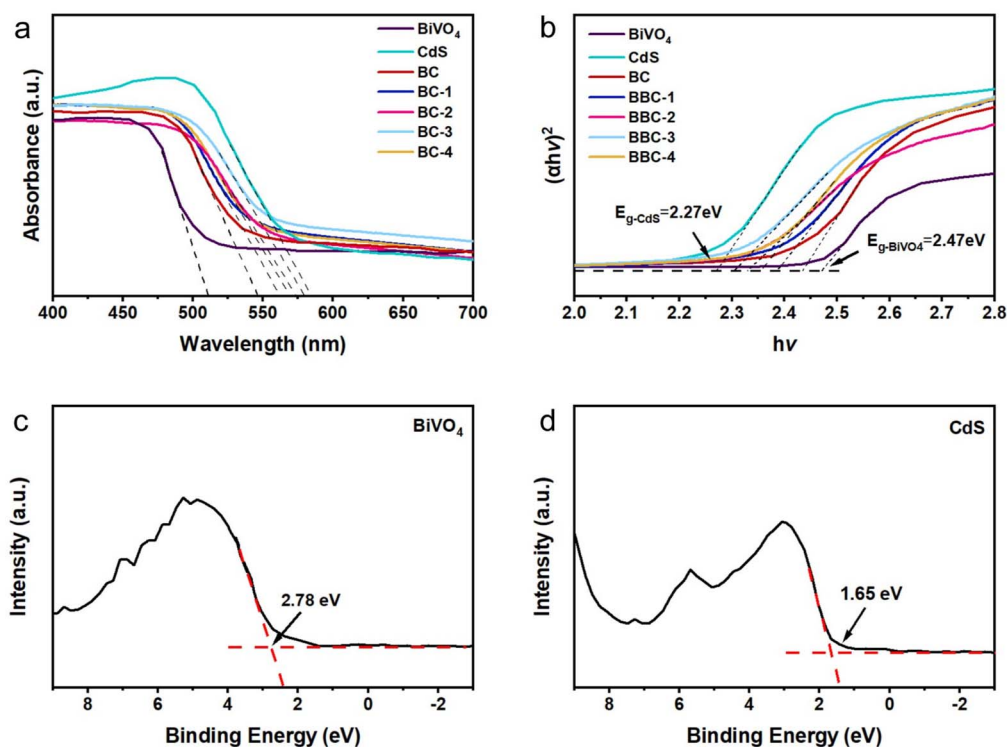 a
BiVO₄
CdS
BC
BC-1
BC-2
BC-3
BC-4
Absorbance (a.u.)
400 450 500 550 600 650 700
Wavelength (nm)
b
BiVO₄
CdS
BC
BBC-1
BBC-2
BBC-3
BBC-4
(αhν)²
E_g-CdS=2.27eV
E_g-BiVO4=2.47eV
2.0 2.1 2.2 2.3 2.4 2.5 2.6 2.7 2.8
hν
c
BiVO₄
Intensity (a.u.)
2.78 eV
8 6 4 2 0 -2
Binding Energy (eV)
d
CdS
Intensity (a.u.)
1.65 eV
8 6 4 2 0 -2
Binding Energy (eV)